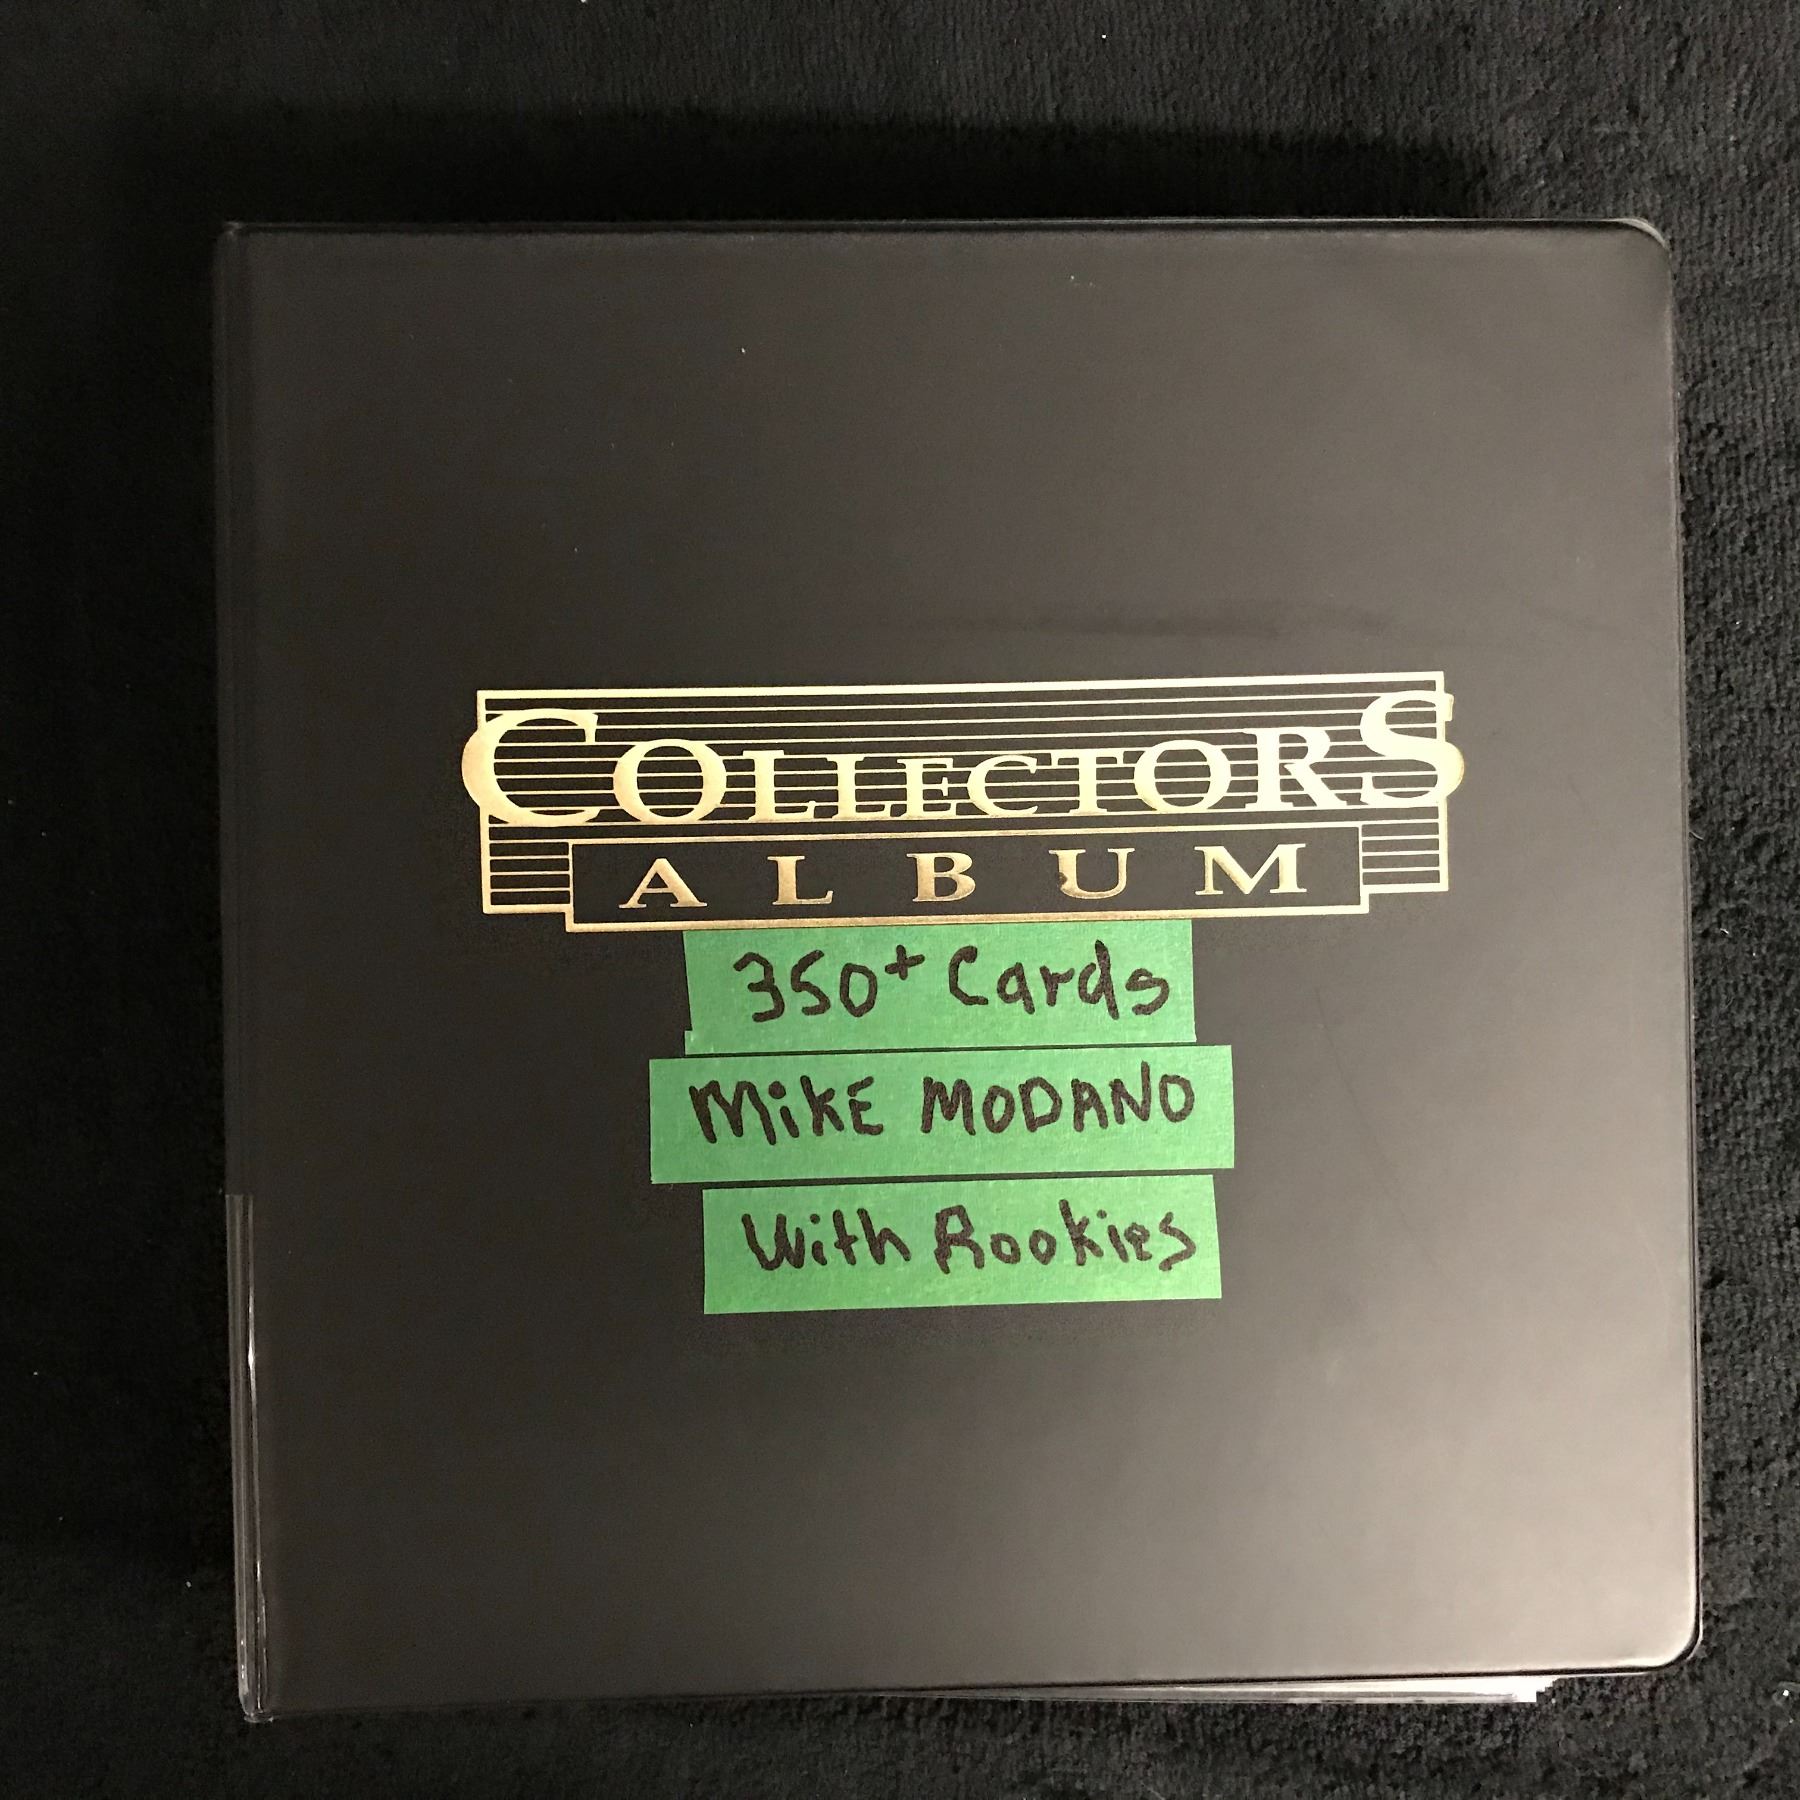 COLLECTORS
ALBUM
350+ Cards
MiKE MODANO
With Rookies